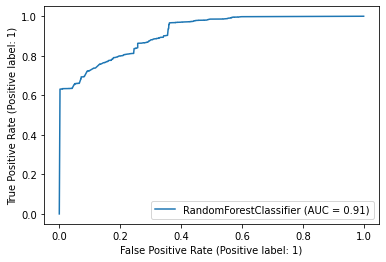 1.0
0.8
0.6
0.4
0.2
0.0
True Positive Rate (Positive label: 1)
RandomForestClassifier (AUC = 0.91)
0.0 0.2 0.4 0.6 0.8 1.0
False Positive Rate (Positive label: 1)